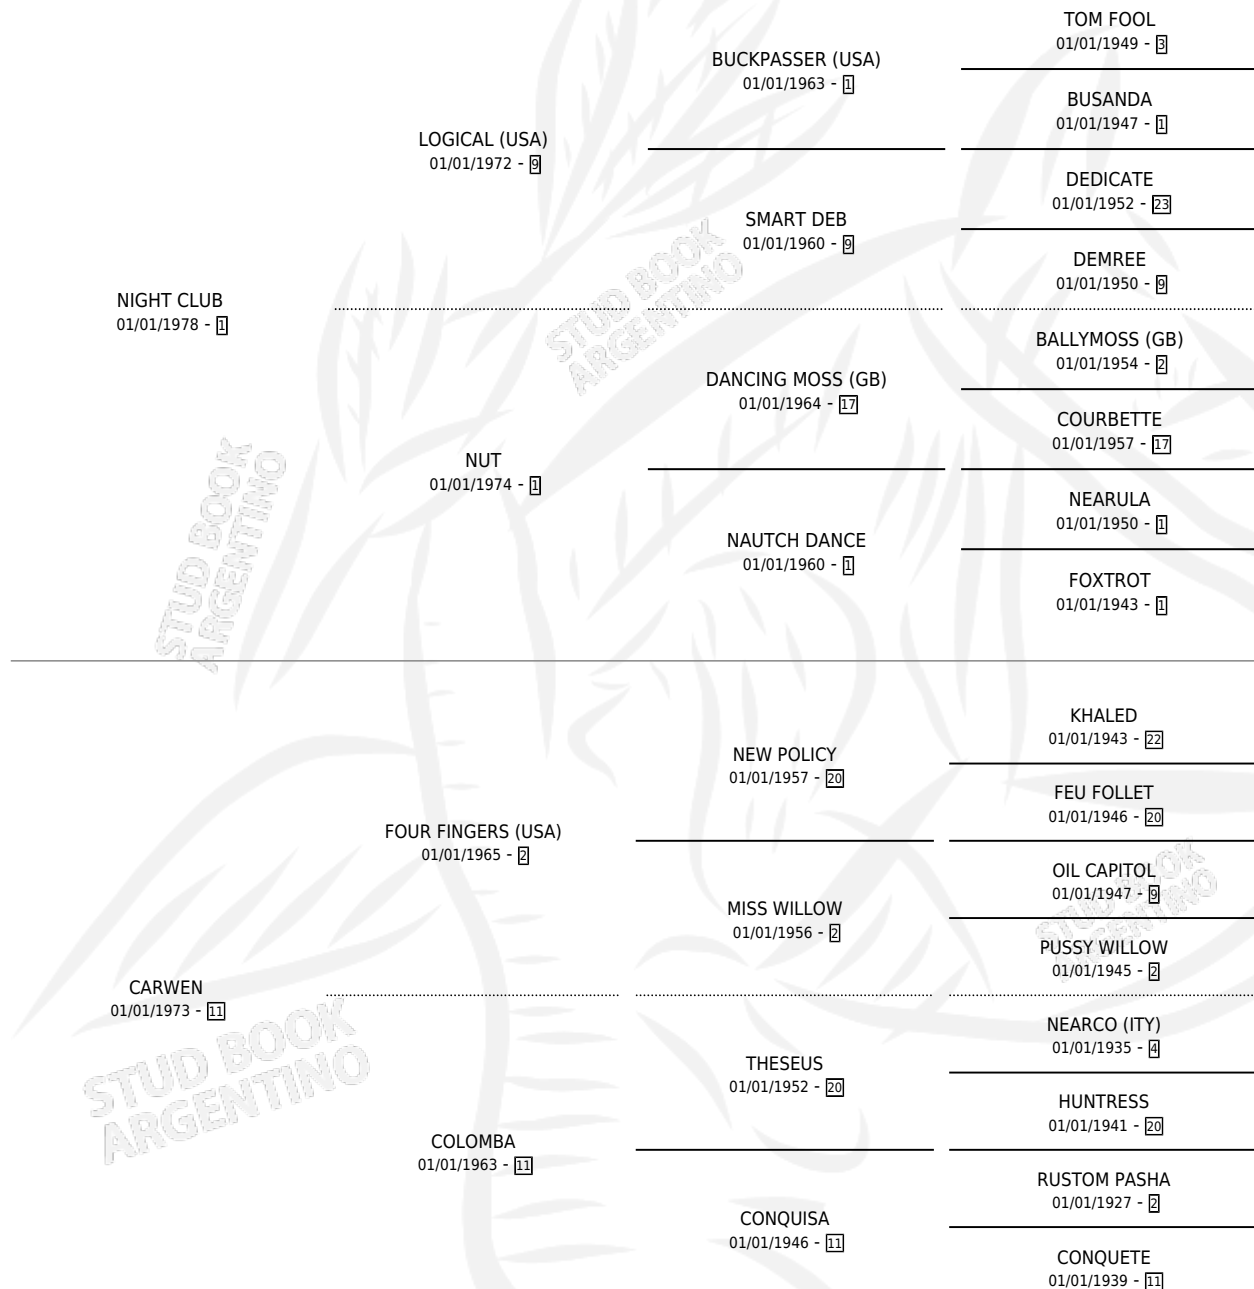 TOM FOOL
01/01/1949 - 3
BUCKPASSER (USA)
01/01/1963 - 1
BUSANDA
01/01/1947 - 1
LOGICAL (USA)
01/01/1972 - 9
DEDICATE
01/01/1952 - 23
SMART DEB
01/01/1960 - 9
DEMREE
01/01/1950 - 9
NIGHT CLUB
01/01/1978 - 1
STUD BOOK
ARGENTINO
BALLYMOSS (GB)
01/01/1954 - 2
DANCING MOSS (GB)
01/01/1964 - 17
COURBETTE
01/01/1957 - 17
NUT
01/01/1974 - 1
NEARULA
01/01/1950 - 1
NAUTCH DANCE
01/01/1960 - 1
FOXTROT
01/01/1943 - 1
STUD BOOK
ARGENTINO
KHALED
01/01/1943 - 22
NEW POLICY
01/01/1957 - 20
FEU FOLLET
01/01/1946 - 20
FOUR FINGERS (USA)
01/01/1965 - 2
OIL CAPITOL
01/01/1947 - 9
MISS WILLOW
01/01/1956 - 2
PUSSY WILLOW
01/01/1945 - 2
STUD BOOK
ARGENTINO
CARWEN
01/01/1973 - 11
NEARCO (ITY)
01/01/1935 - 4
THESEUS
01/01/1952 - 20
HUNTRESS
01/01/1941 - 20
STUD BOOK
ARGENTINO
COLOMBA
01/01/1963 - 11
RUSTOM PASHA
01/01/1927 - 2
CONQUISA
01/01/1946 - 11
CONQUETE
01/01/1939 - 11